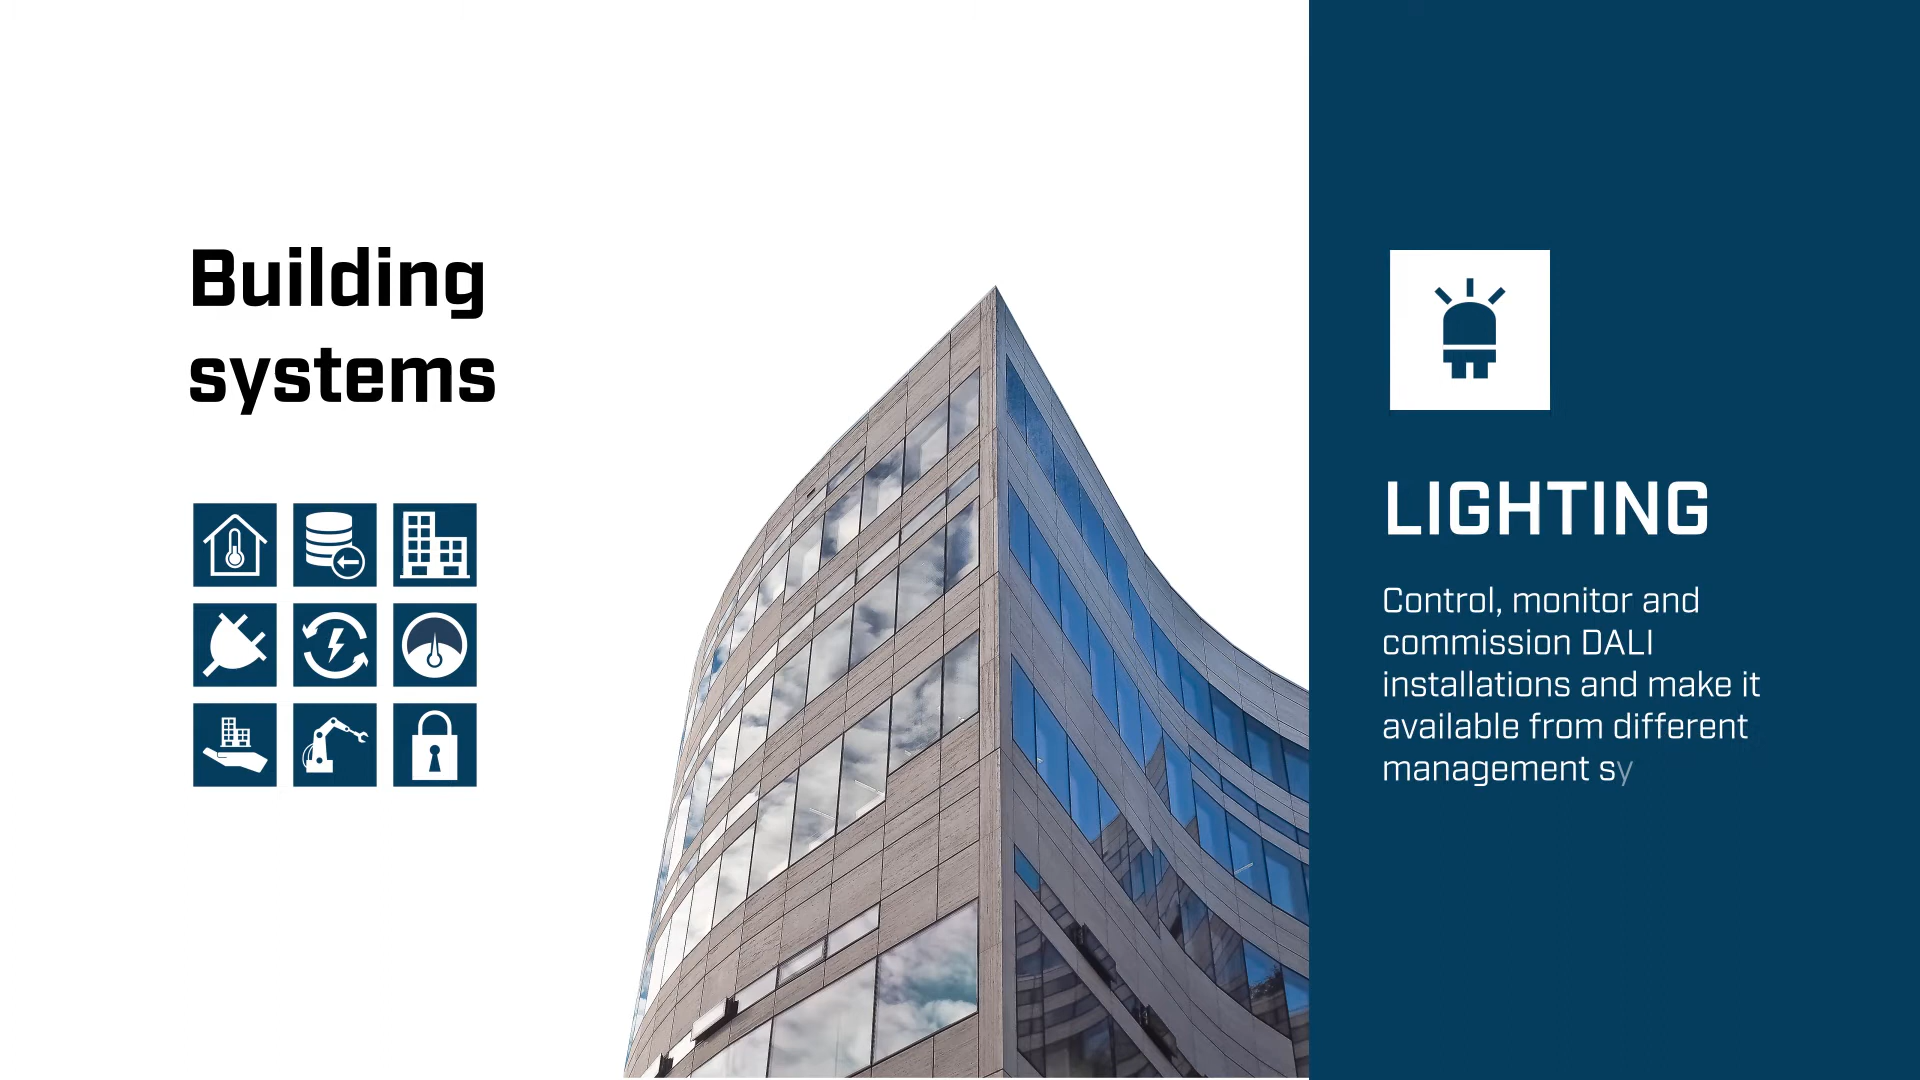 Building
systems
LIGHTING
Control, monitor and
commission DALI
installations and make it
available from different
management sy